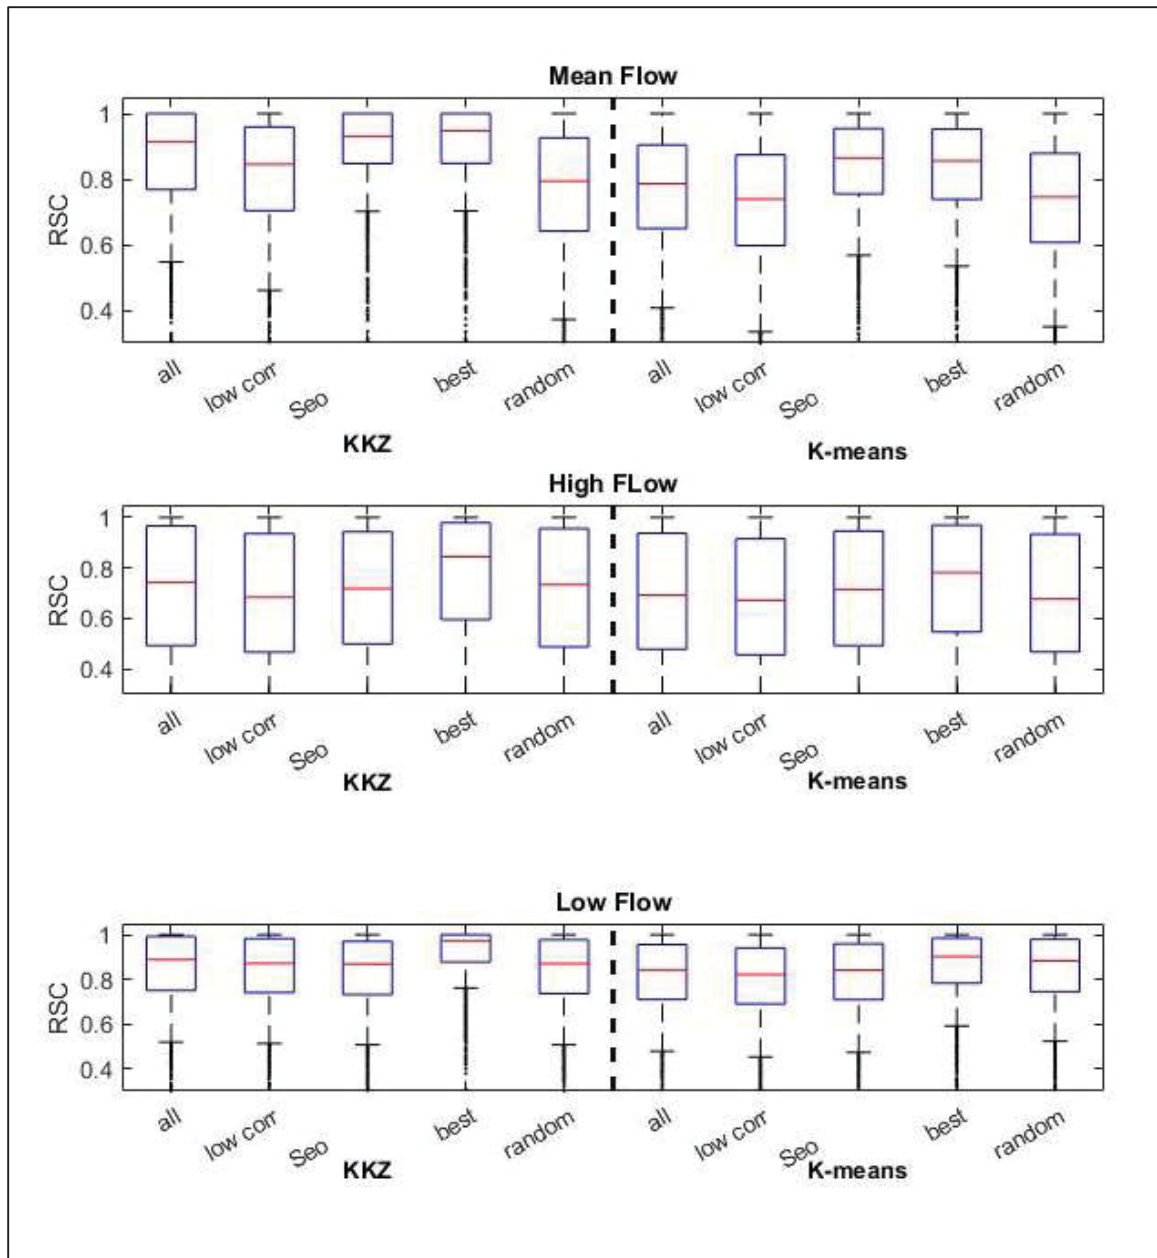 Mean Flow
1
0.8
0.6
0.4
RSC
all
low corr
Seo
best
random
all
low corr
Seo
best
random
KKZ
K-means
High FLow
1
0.8
0.6
0.4
RSC
all
low corr
Seo
best
random
all
low corr
Seo
best
random
KKZ
K-means
Low Flow
1
0.8
0.6
0.4
RSC
all
low corr
Seo
best
random
all
low corr
Seo
best
random
KKZ
K-means